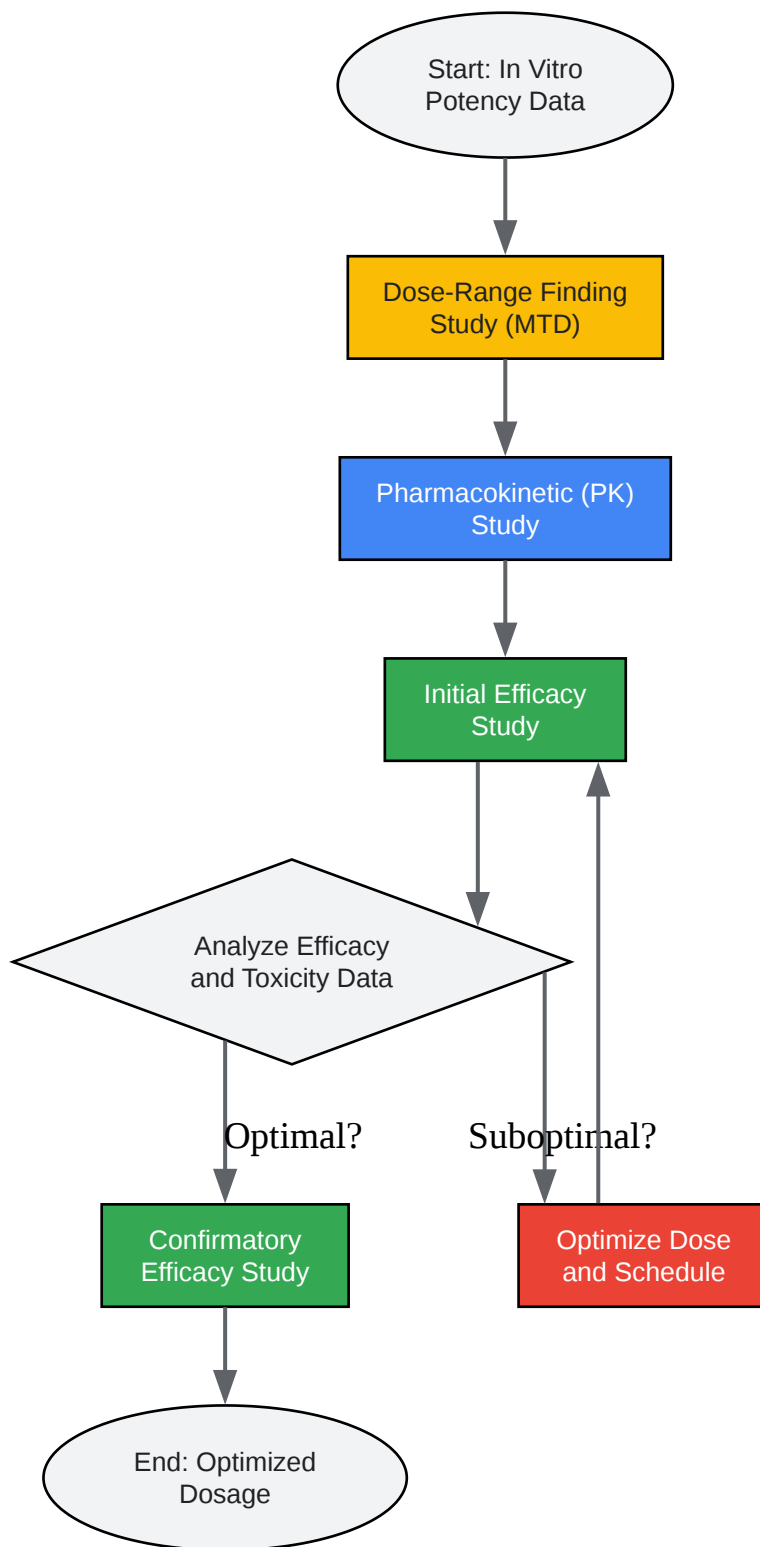 Start: In Vitro
Potency Data
Dose-Range Finding
Study (MTD)
Pharmacokinetic (PK)
Study
Initial Efficacy
Study
Analyze Efficacy
and Toxicity Data
Optimal?
Suboptimal?
Confirmatory
Efficacy Study
Optimize Dose
and Schedule
End: Optimized
Dosage